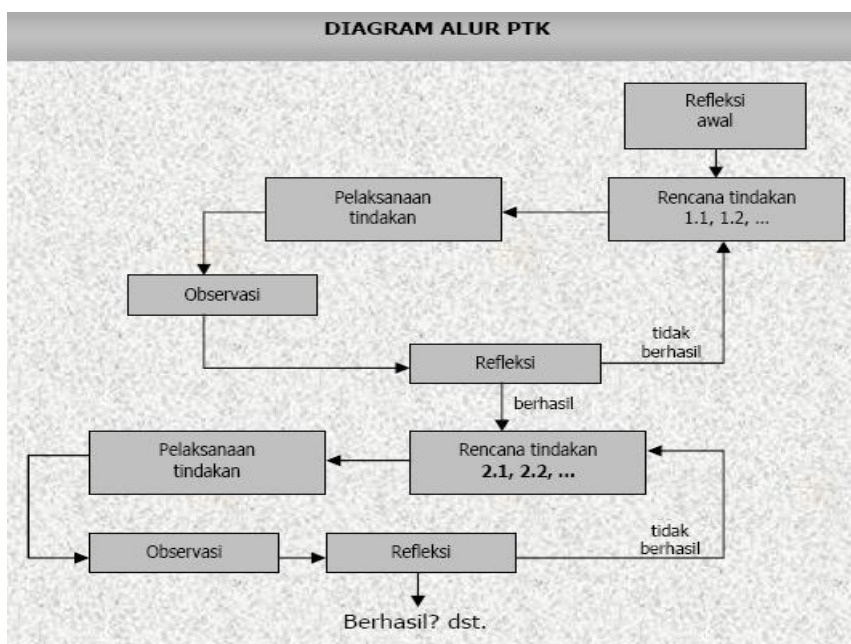 DIAGRAM ALUR PTK
Refleksi
awal
Rencana tindakan
1.1, 1.2, ...
Pelaksanaan
tindakan
Observasi
Refleksi
tidak
berhasil
berhasil
Rencana tindakan
2.1, 2.2, ...
Pelaksanaan
tindakan
Observasi
Refleksi
tidak
berhasil
Berhasil? dst.